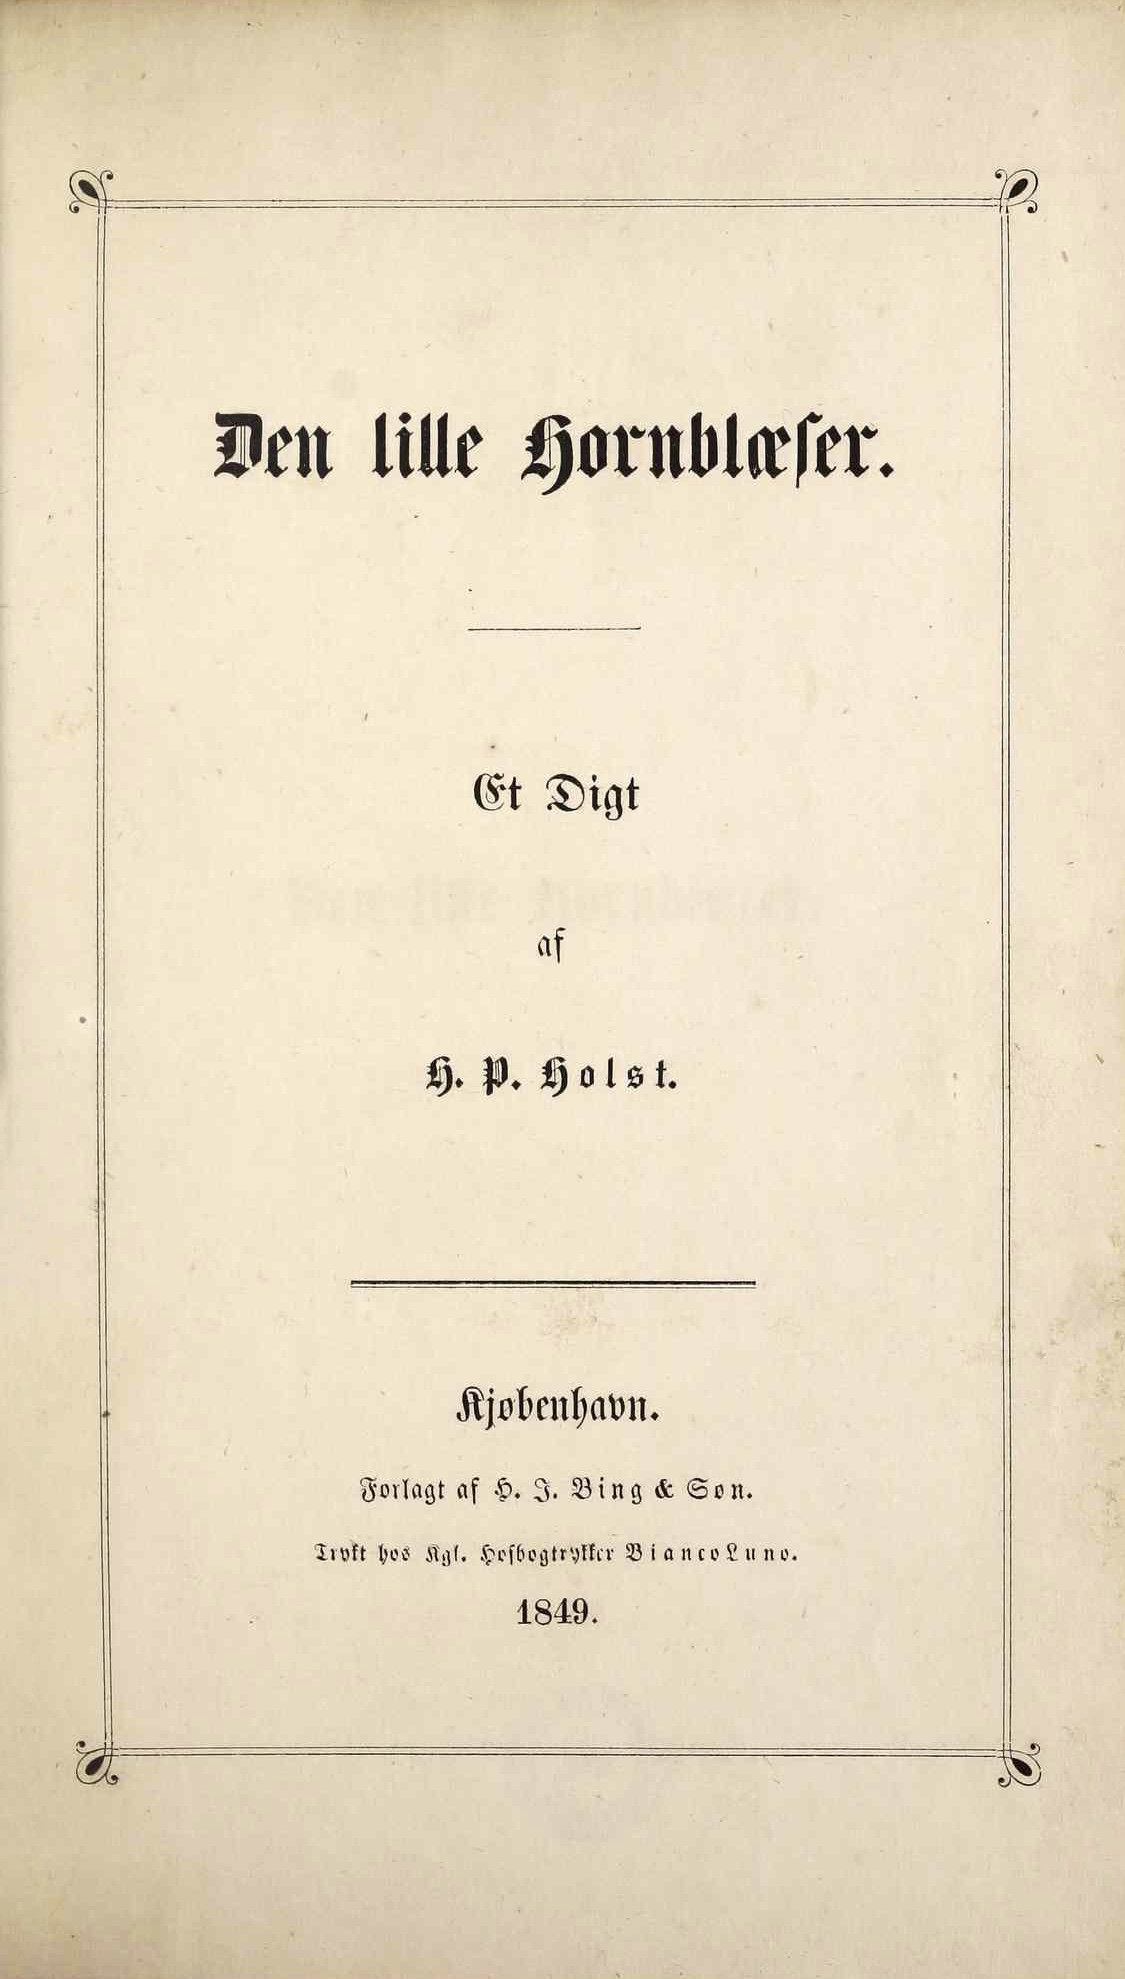 Den lille Hornblæser.
Et Digt
af
H. P. Holst.
Kjøbenhavn.
Forlagt af H. J. Bing & Søn.
Trykt hos Kgl. Hofbogtrykker Bianco Luno.
1849.